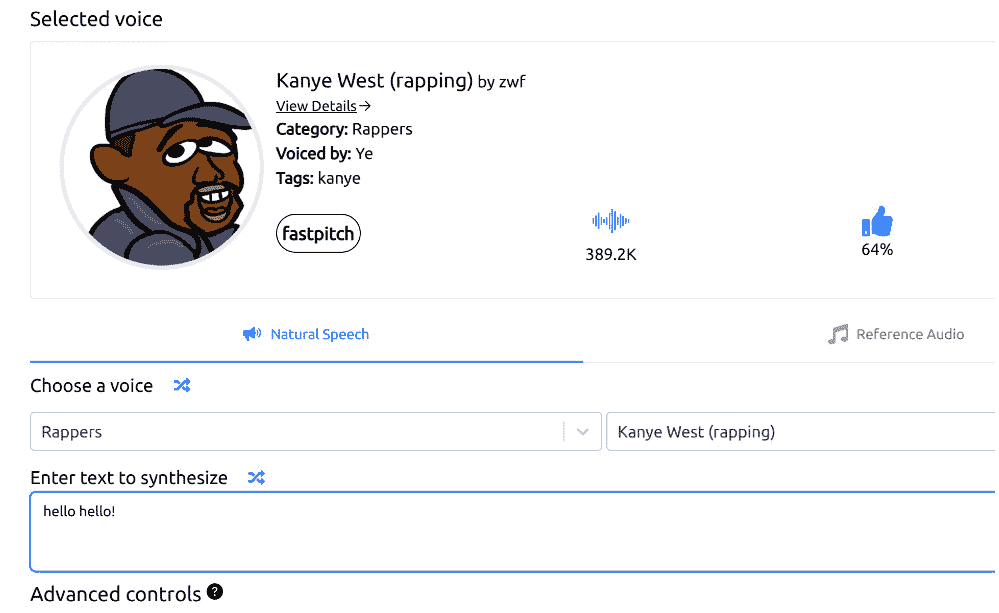 Selected voice
Kanye West (rapping) by zwf
View Details→
Category: Rappers
Voiced by: Ye
Tags: kanye
fastpitch
389.2K
64%
Natural Speech
Reference Audio
Choose a voice
Rappers
Kanye West (rapping)
Enter text to synthesize
hello hello!
Advanced controls ?